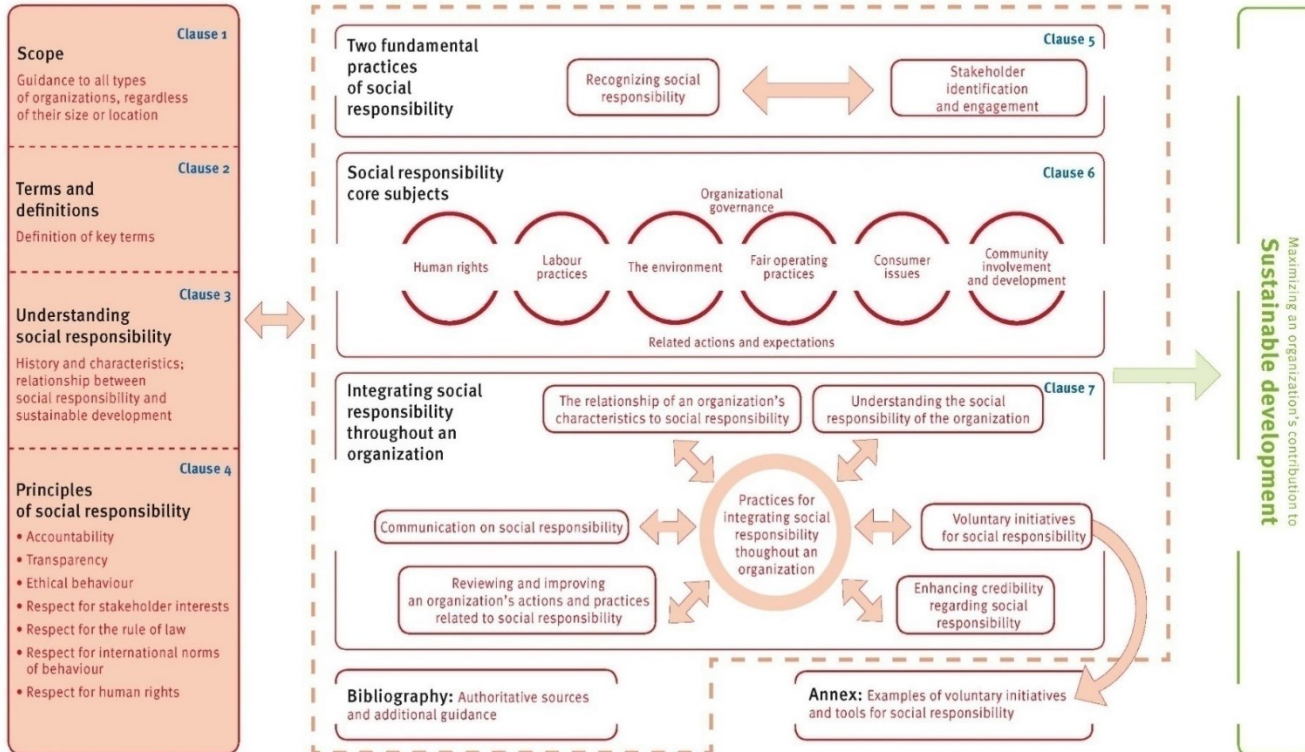 Clause 1
Scope
Guidance to all types
of organizations, regardless
of their size or location
Clause 2
Terms and
definitions
Definition of key terms
Clause 3
Understanding
social responsibility
History and characteristics;
relationship between
social responsibility and
sustainable development
Clause 4
Principles
of social responsibility
• Accountability
• Transparency
• Ethical behaviour
• Respect for stakeholder interests
• Respect for the rule of law
• Respect for international norms
of behaviour
• Respect for human rights
Two fundamental
practices
of social
responsibility
Clause 5
Recognizing social
responsibility
Stakeholder
identification
and engagement
Social responsibility
core subjects
Clause 6
Organizational
governance
Human rights
Labour
practices
The environment
Fair operating
practices
Consumer
issues
Community
involvement
and development
Related actions and expectations
Integrating social
responsibility
throughout an
organization
Clause 7
The relationship of an organization's
characteristics to social responsibility
Understanding the social
responsibility of the organization
Practices for
integrating social
responsibility
thoughout an
organization
Communication on social responsibility
Voluntary initiatives
for social responsibility
Reviewing and improving
an organization's actions and practices
related to social responsibility
Enhancing credibility
regarding social
responsibility
Bibliography: Authoritative sources
and additional guidance
Annex: Examples of voluntary initiatives
and tools for social responsibility
Maximizing an organization's contribution to
Sustainable development